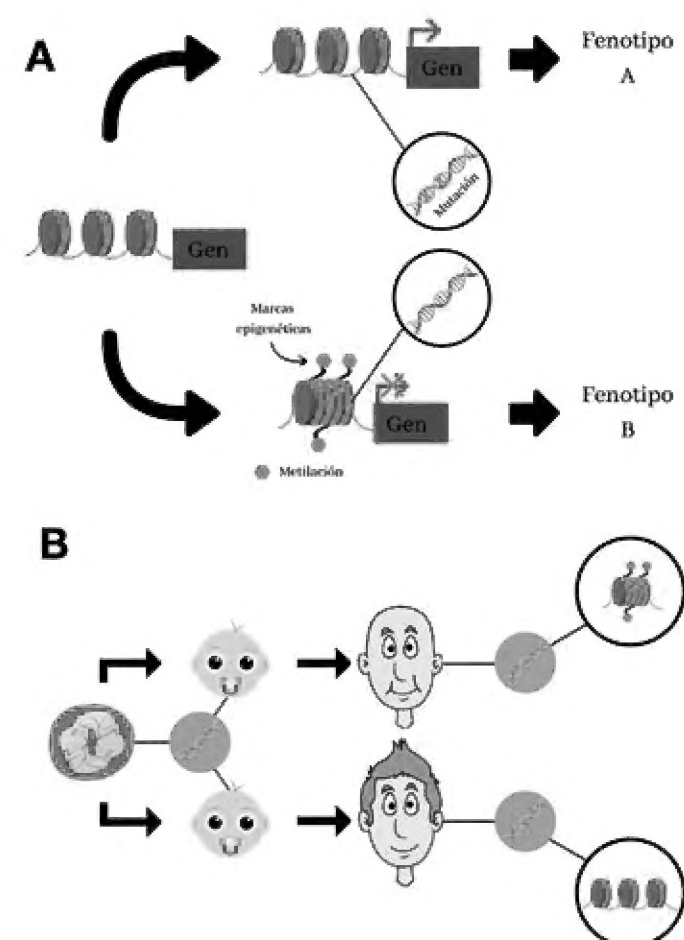 A
Gen
Fenotipo
A
Mutación
Gen
Marcas
epigenéticas
Gen
Fenotipo
B
Metilación
B